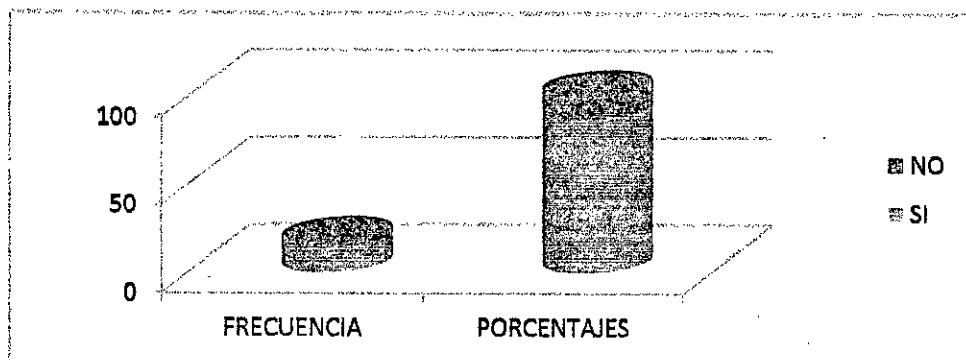 100
50
0
FRECUENCIA
PORCENTAJES
NO
SI